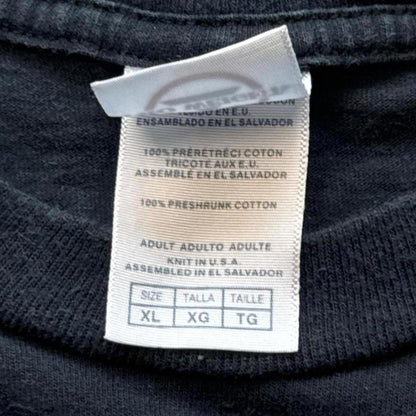 ENSAMBLADO EN EL SALVADOR
100% PRÉRÉTRÉCI COTON
TRICOTÉ AUX E.U.
ASSEMBLÉ EN EL SALVADOR
100% PRESHRUNK COTTON
ADULT ADULTO ADULTE
KNIT IN U.S.A.
ASSEMBLED IN EL SALVADOR
SIZE TALLA TAILLE
XL XG TG